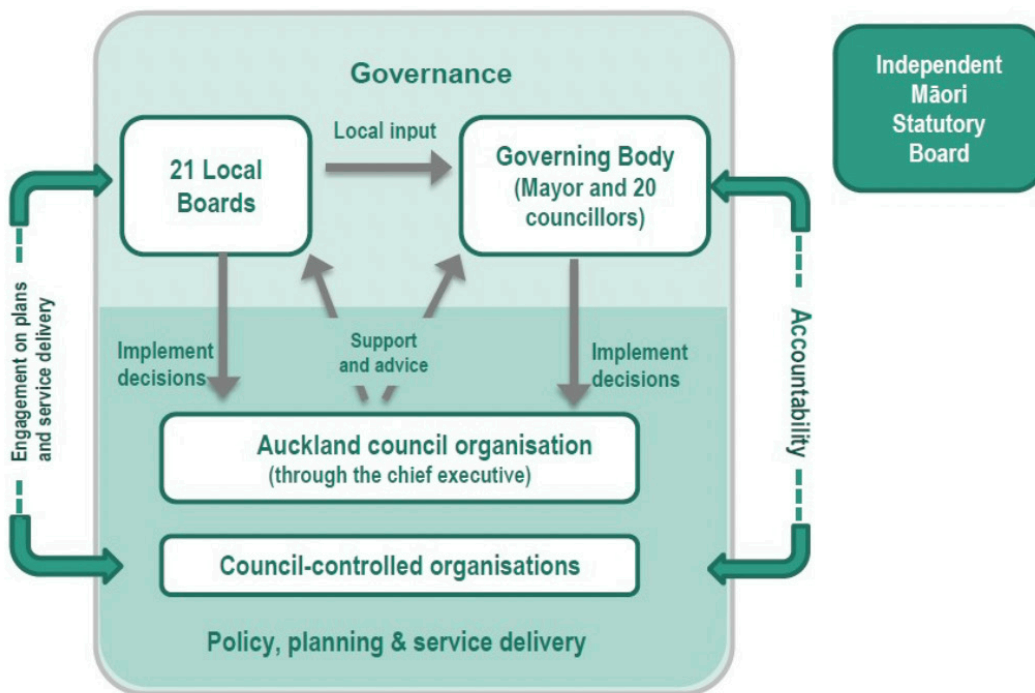 Governance
Independent
Māori
Statutory
Board
Local input
21 Local
Boards
Governing Body
(Mayor and 20
councillors)
Engagement on plans
and service delivery
Accountability
Implement
decisions
Support
and advice
Implement
decisions
Auckland council organisation
(through the chief executive)
Council-controlled organisations
Policy, planning & service delivery